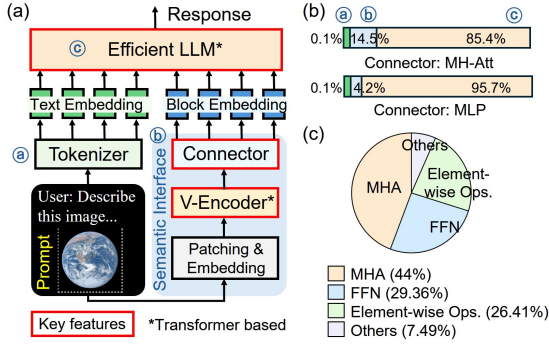 (a)
Response
ⓒ Efficient LLM*
Text Embedding
Block Embedding
ⓐ
Tokenizer
ⓑ
Connector
V-Encoder*
Patching &
Embedding
Semantic Interface
User: Describe
this image...
Prompt
Key features
*Transformer based
(b)
ⓐ ⓑ ⓒ
0.1% 14.5% 85.4%
Connector: MH-Att
0.1% 4.2% 95.7%
Connector: MLP
(c)
Others
MHA
Element-
wise Ops.
FFN
MHA (44%)
FFN (29.36%)
Element-wise Ops. (26.41%)
Others (7.49%)